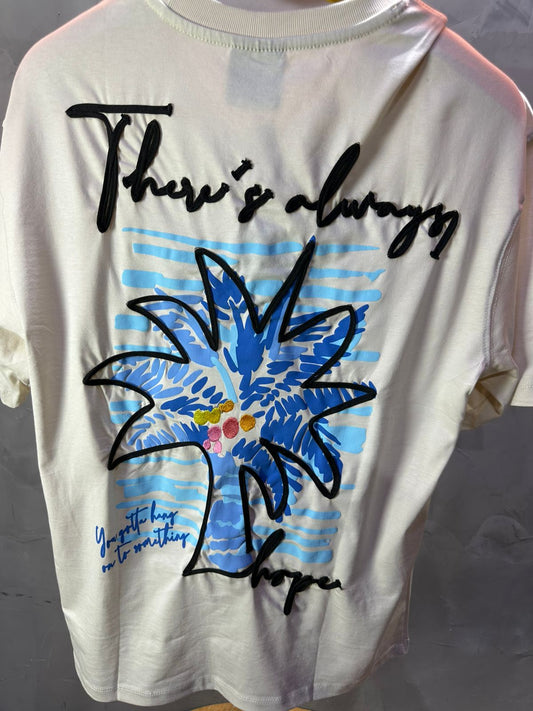 There's always
You gotta hang
on to something
hope